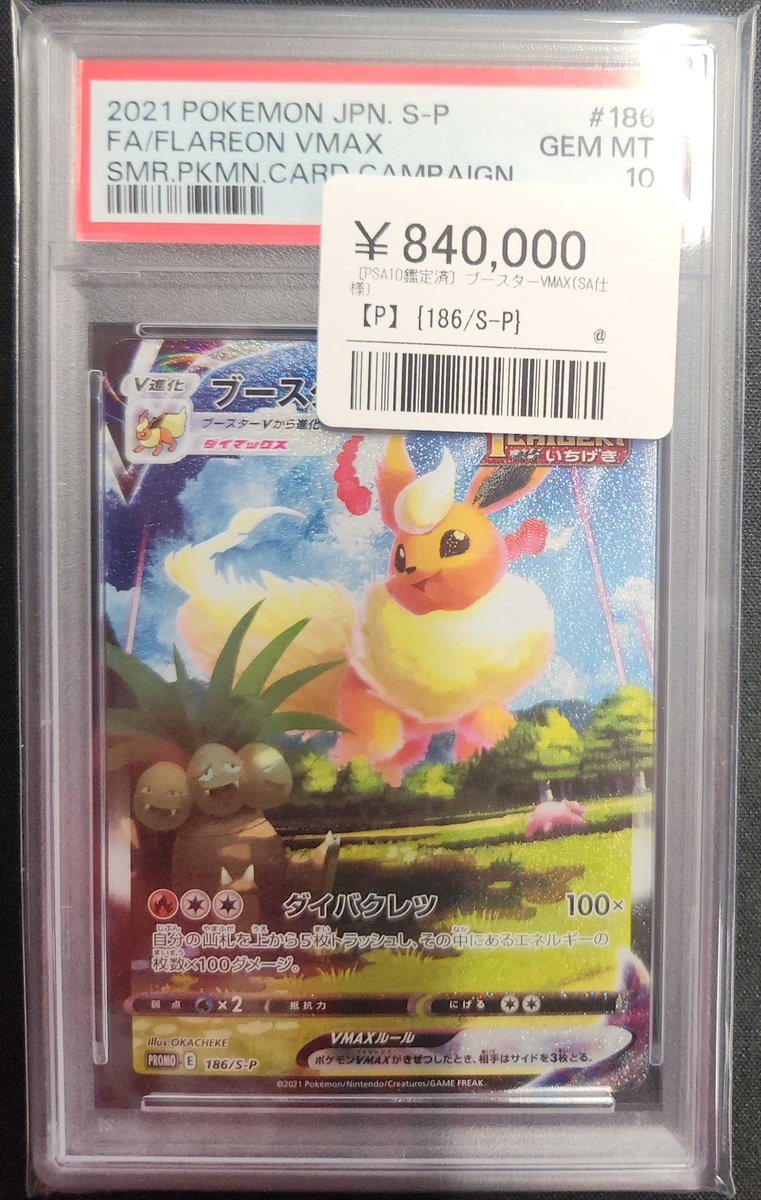 2021 POKEMON JPN. S-P #186
FA/FLAREON VMAX GEM MT
SMR.PKMN.CARD CAMPAIGN 10
¥ 840,000
〔PSA10鑑定済〕ブースターVMAX(SA仕
様)
【P】{186/S-P}
@
V進化
ブースタ
ブースターVから進化
ダイマックス
ICHIGEKI
いちげき
ダイバクレツ 100×
自分の山札を上から5枚トラッシュし、その中にあるエネルギーの
枚数×100ダメージ。
弱点 ×2 抵抗力 にげる
illus.OKACHEKE
VMAXルール
PROMO E 186/S-P
ポケモンVMAXがきぜつしたとき、相手はサイドを3枚とる。
©2021 Pokémon/Nintendo/Creatures/GAME FREAK.